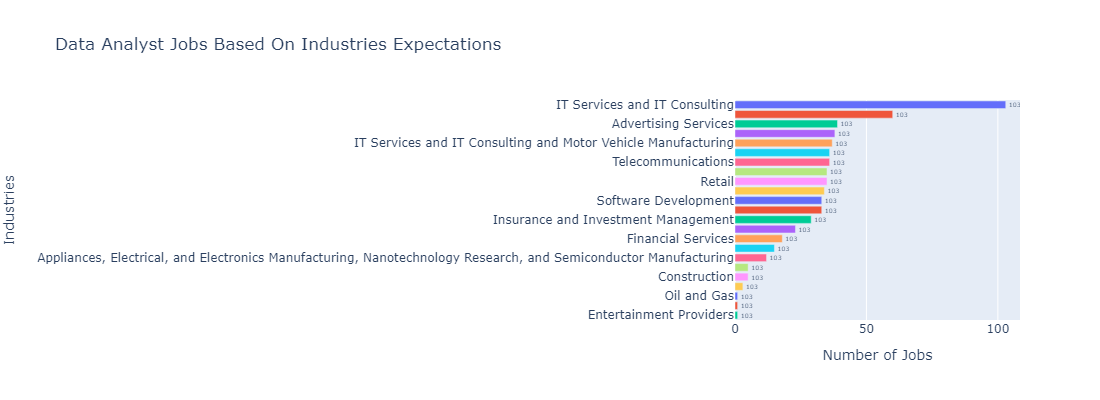 Data Analyst Jobs Based On Industries Expectations
IT Services and IT Consulting 103
103
Advertising Services 103
103
IT Services and IT Consulting and Motor Vehicle Manufacturing 103
103
Telecommunications 103
103
Retail 103
103
Software Development 103
103
Insurance and Investment Management 103
103
Financial Services 103
103
Appliances, Electrical, and Electronics Manufacturing, Nanotechnology Research, and Semiconductor Manufacturing 103
103
Construction 103
103
Oil and Gas 103
103
Entertainment Providers 103
0 50 100
Number of Jobs
Industries